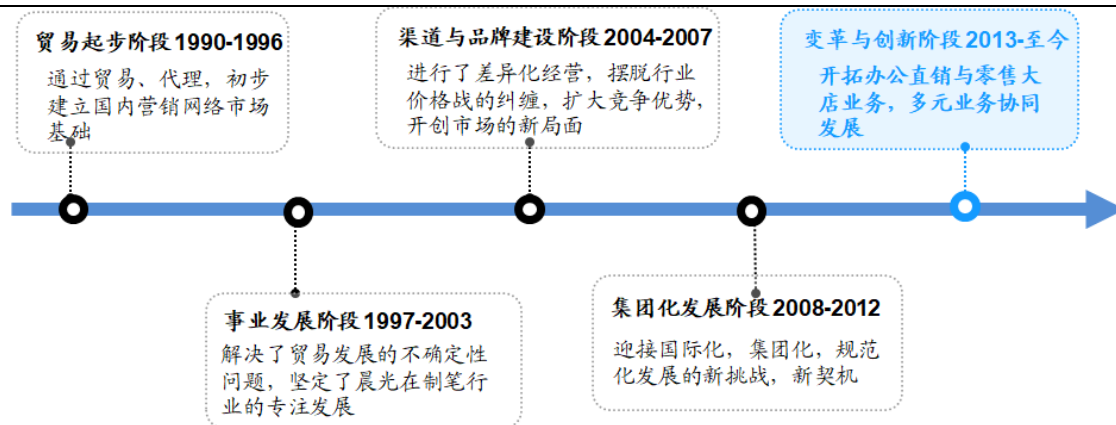 贸易起步阶段1990-1996
通过贸易、代理，初步
建立国内营销网络市场
基础
渠道与品牌建设阶段2004-2007
进行了差异化经营，摆脱行业
价格战的纠缠，扩大竞争优势，
开创市场的新局面
变革与创新阶段2013-至今
开拓办公直销与零售大
店业务，多元业务协同
发展
事业发展阶段1997-2003
解决了贸易发展的不确定性
问题，坚定了晨光在制笔行
业的专注发展
集团化发展阶段2008-2012
迎接国际化，集团化，规范
化发展的新挑战，新契机